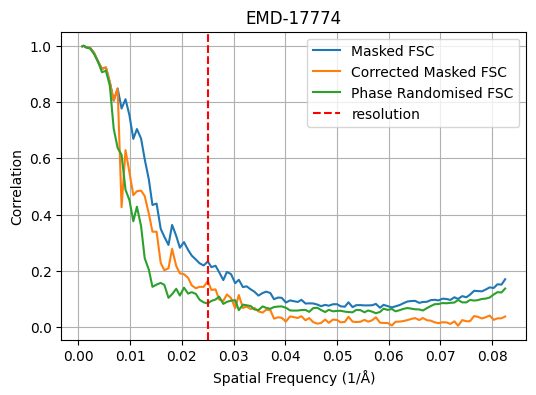 EMD-17774
Masked FSC
Corrected Masked FSC
Phase Randomised FSC
resolution
Correlation
1.0
0.8
0.6
0.4
0.2
0.0
0.00 0.01 0.02 0.03 0.04 0.05 0.06 0.07 0.08
Spatial Frequency (1/Å)